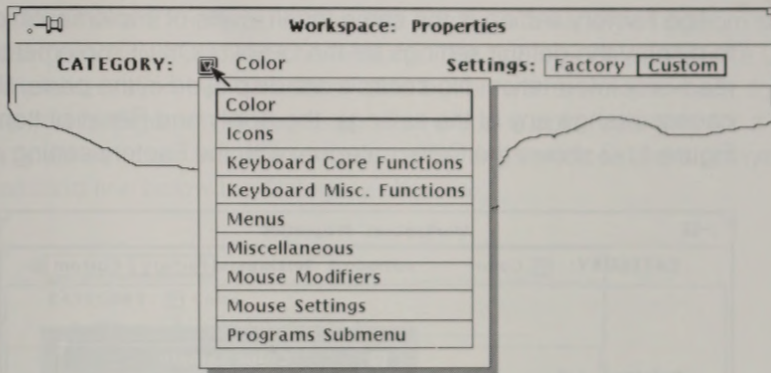 Workspace: Properties
CATEGORY: Color Settings: Factory Custom
Color
Icons
Keyboard Core Functions
Keyboard Misc. Functions
Menus
Miscellaneous
Mouse Modifiers
Mouse Settings
Programs Submenu